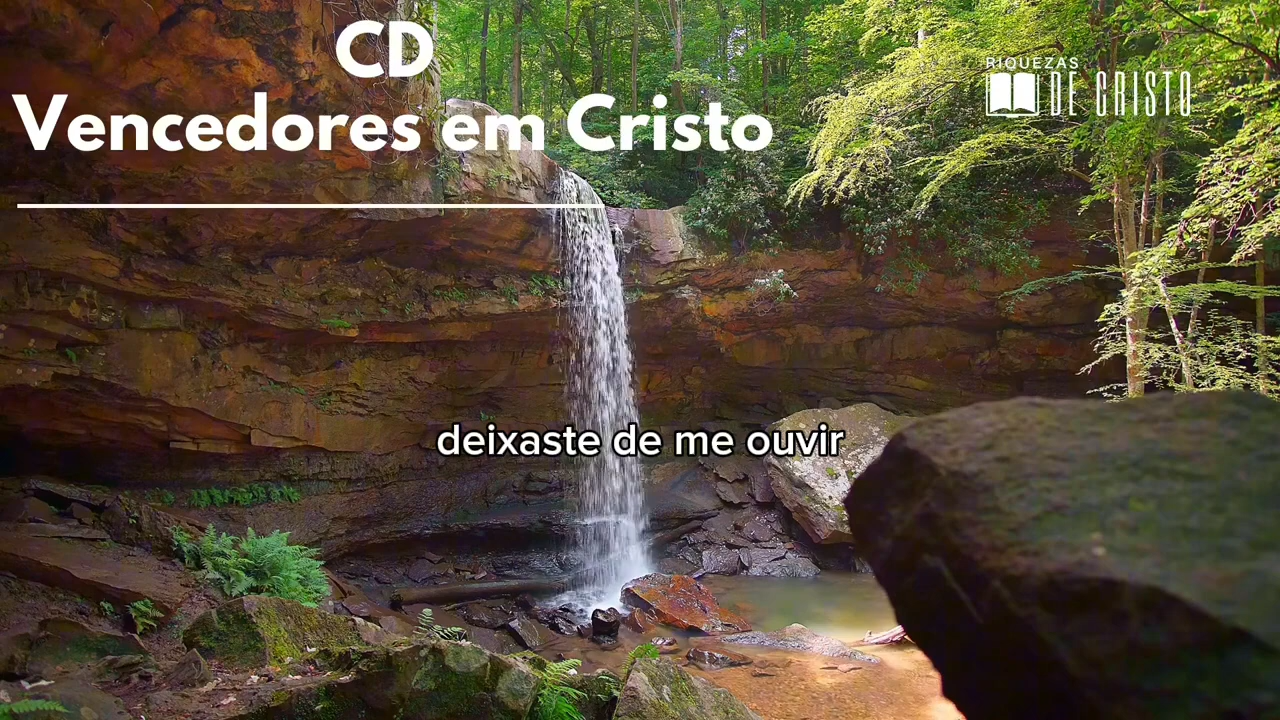 CD
Vencedores em Cristo
RIQUEZAS
DE CRISTO
deixaste de me ouvir